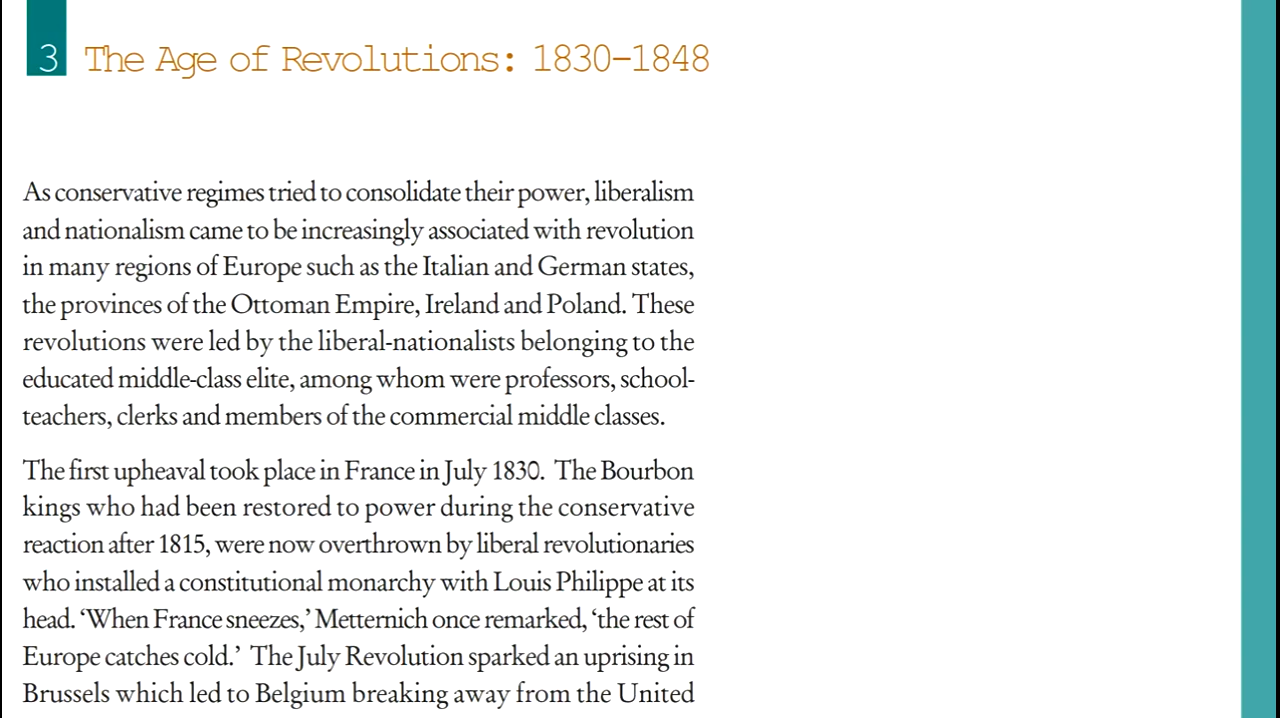 3 The Age of Revolutions: 1830–1848
As conservative regimes tried to consolidate their power, liberalism
and nationalism came to be increasingly associated with revolution
in many regions of Europe such as the Italian and German states,
the provinces of the Ottoman Empire, Ireland and Poland. These
revolutions were led by the liberal-nationalists belonging to the
educated middle-class elite, among whom were professors, school-
teachers, clerks and members of the commercial middle classes.
The first upheaval took place in France in July 1830. The Bourbon
kings who had been restored to power during the conservative
reaction after 1815, were now overthrown by liberal revolutionaries
who installed a constitutional monarchy with Louis Philippe at its
head. ‘When France sneezes,’ Metternich once remarked, ‘the rest of
Europe catches cold.’ The July Revolution sparked an uprising in
Brussels which led to Belgium breaking away from the United